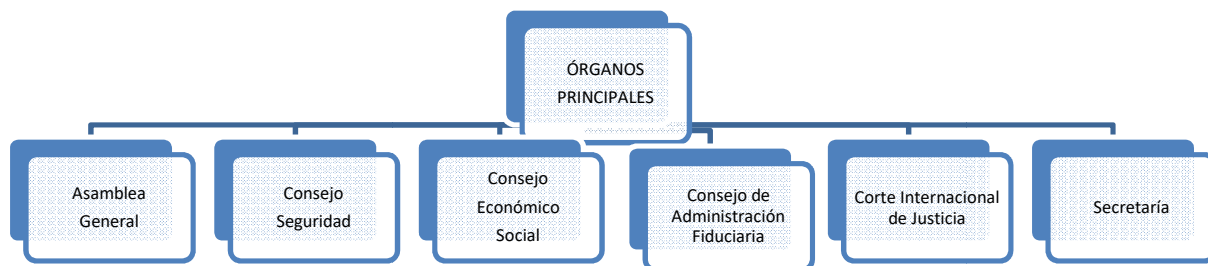 ÓRGANOS
PRINCIPALES
Asamblea
General
Consejo
Seguridad
Consejo
Económico
Social
Consejo de
Administración
Fiduciaria
Corte Internacional
de Justicia
Secretaría